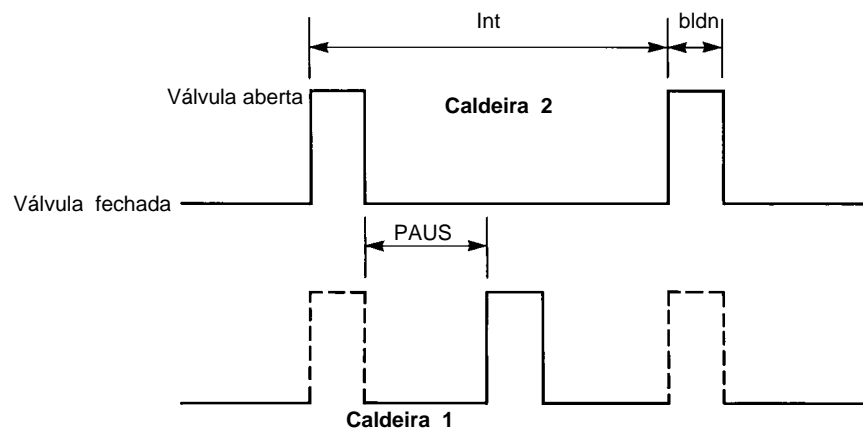 Int
bldn
Válvula aberta
Caldeira 2
Válvula fechada
PAUS
Caldeira 1